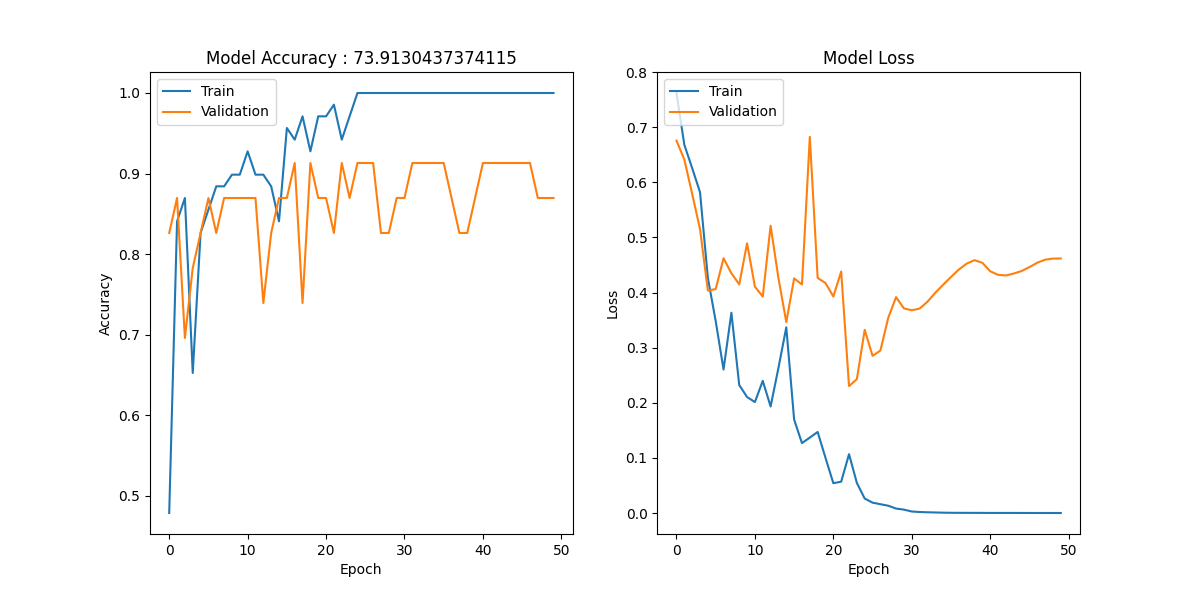 Model Accuracy : 73.9130437374115
Train
Validation
1.0
0.9
0.8
0.7
0.6
0.5
Accuracy
0 10 20 30 40 50
Epoch
Model Loss
Train
Validation
0.8
0.7
0.6
0.5
0.4
0.3
0.2
0.1
0.0
Loss
0 10 20 30 40 50
Epoch